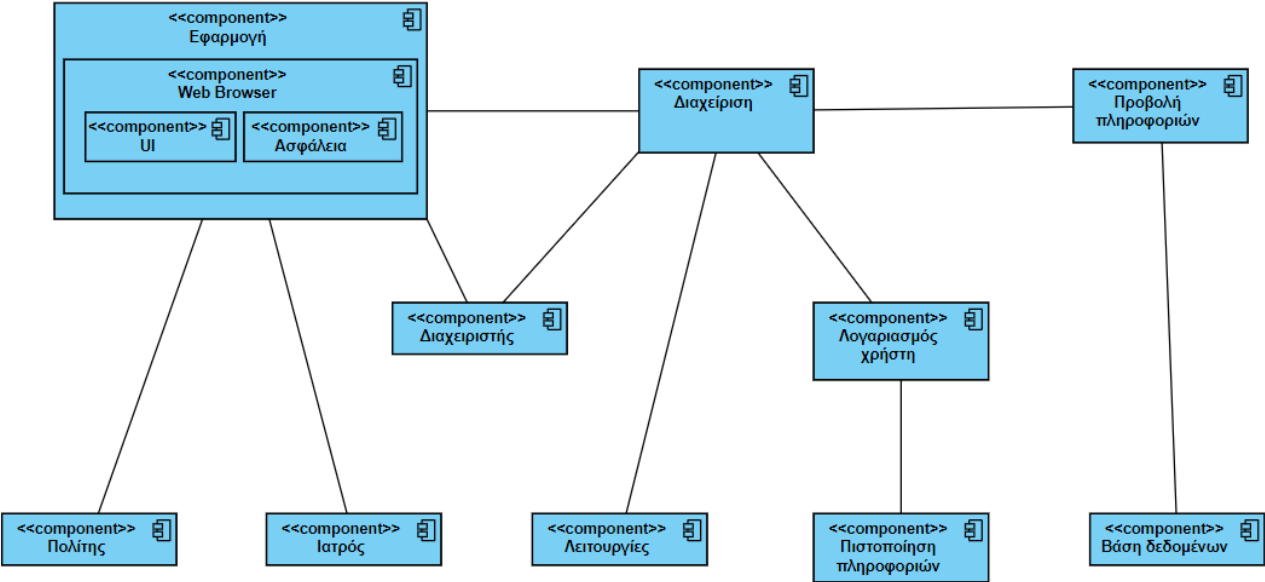 <<component>>
Εφαρμογή
<<component>>
Web Browser
<<component>>
UI
<<component>>
Ασφάλεια
<<component>>
Διαχείριση
<<component>>
Προβολή
πληροφοριών
<<component>>
Διαχειριστής
<<component>>
Λογαριασμός
χρήστη
<<component>>
Πολίτης
<<component>>
Ιατρός
<<component>>
Λειτουργίες
<<component>>
Πιστοποίηση
πληροφοριών
<<component>>
Βάση δεδομένων